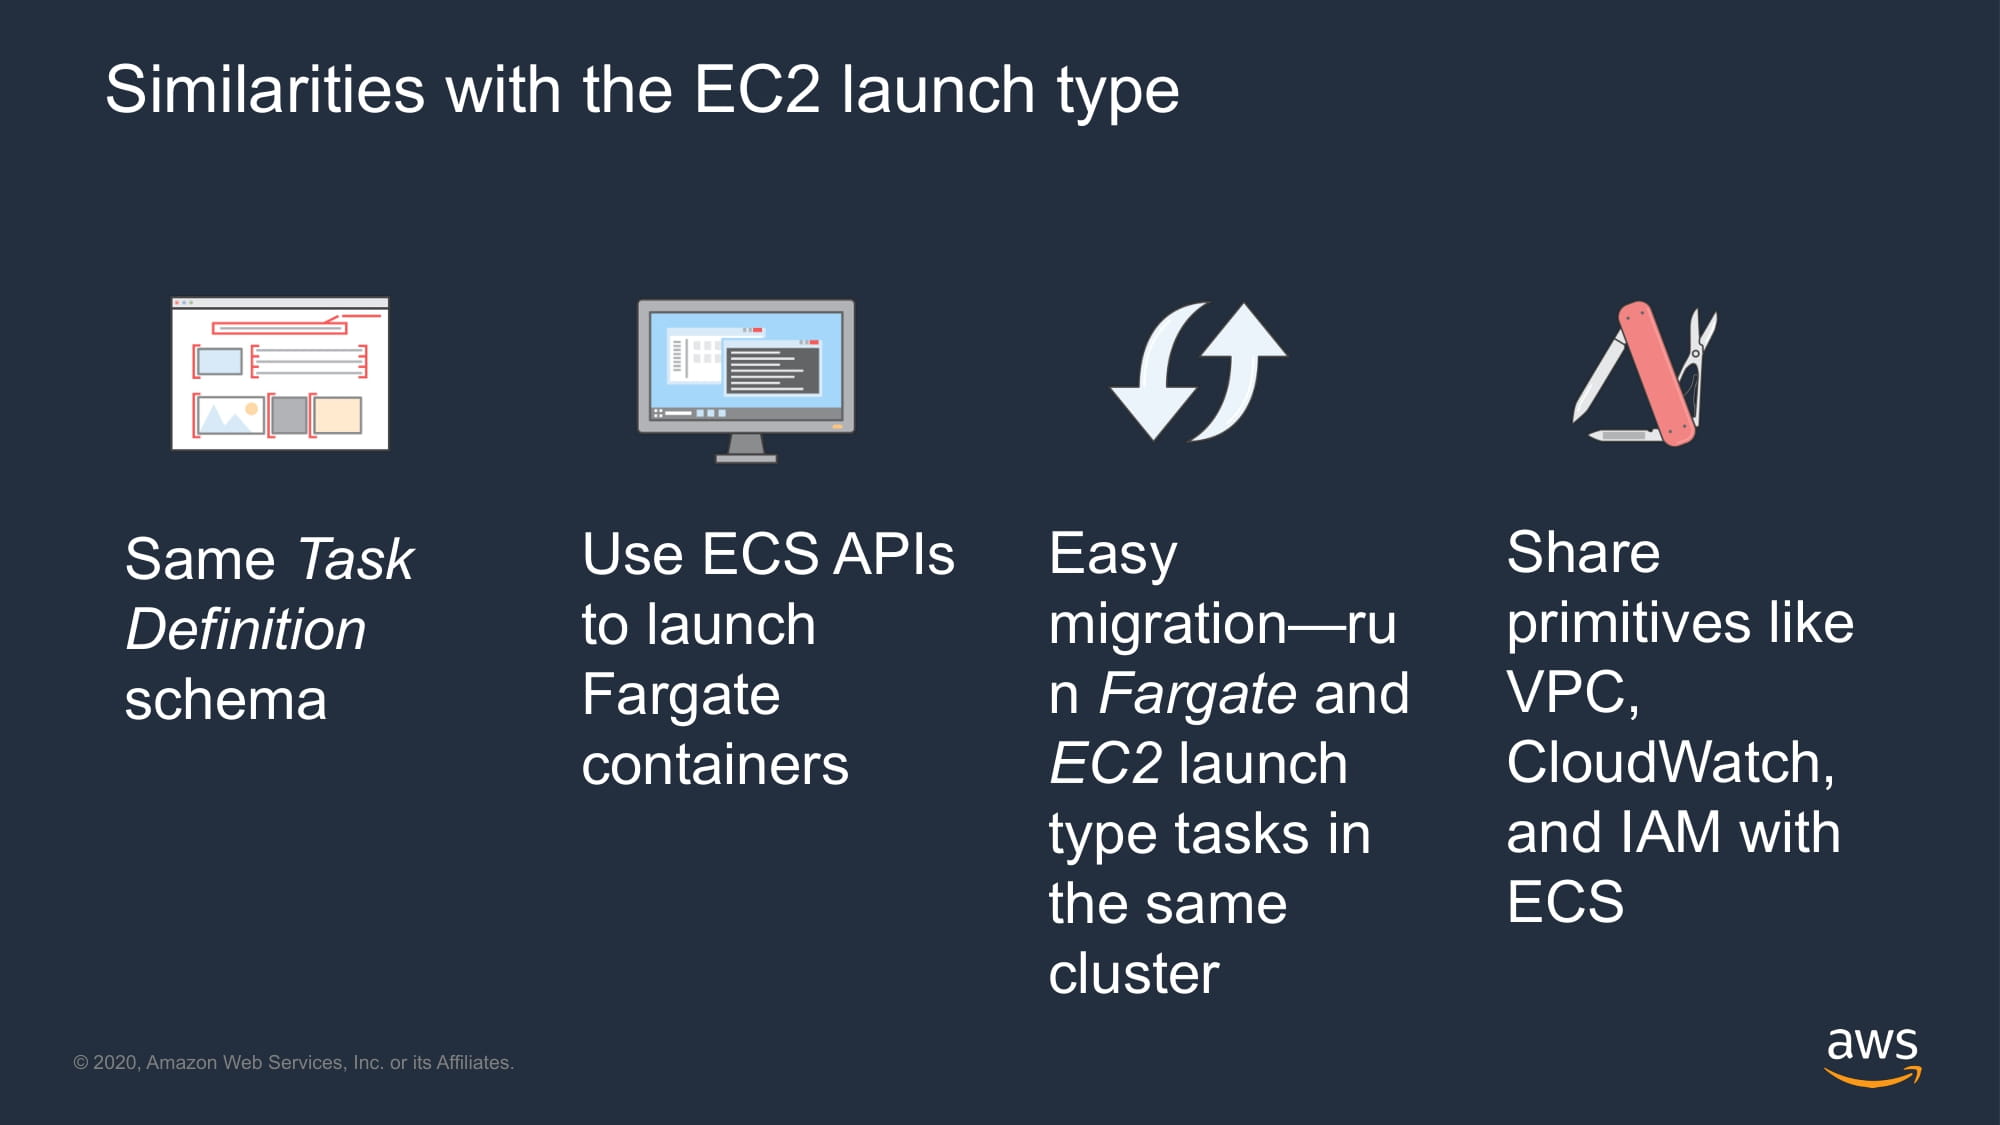 Similarities with the EC2 launch type
Same Task
Definition
schema
Use ECS APIs
to launch
Fargate
containers
Easy
migration—ru
n Fargate and
EC2 launch
type tasks in
the same
cluster
Share
primitives like
VPC,
CloudWatch,
and IAM with
ECS
© 2020, Amazon Web Services, Inc. or its Affiliates.
aws